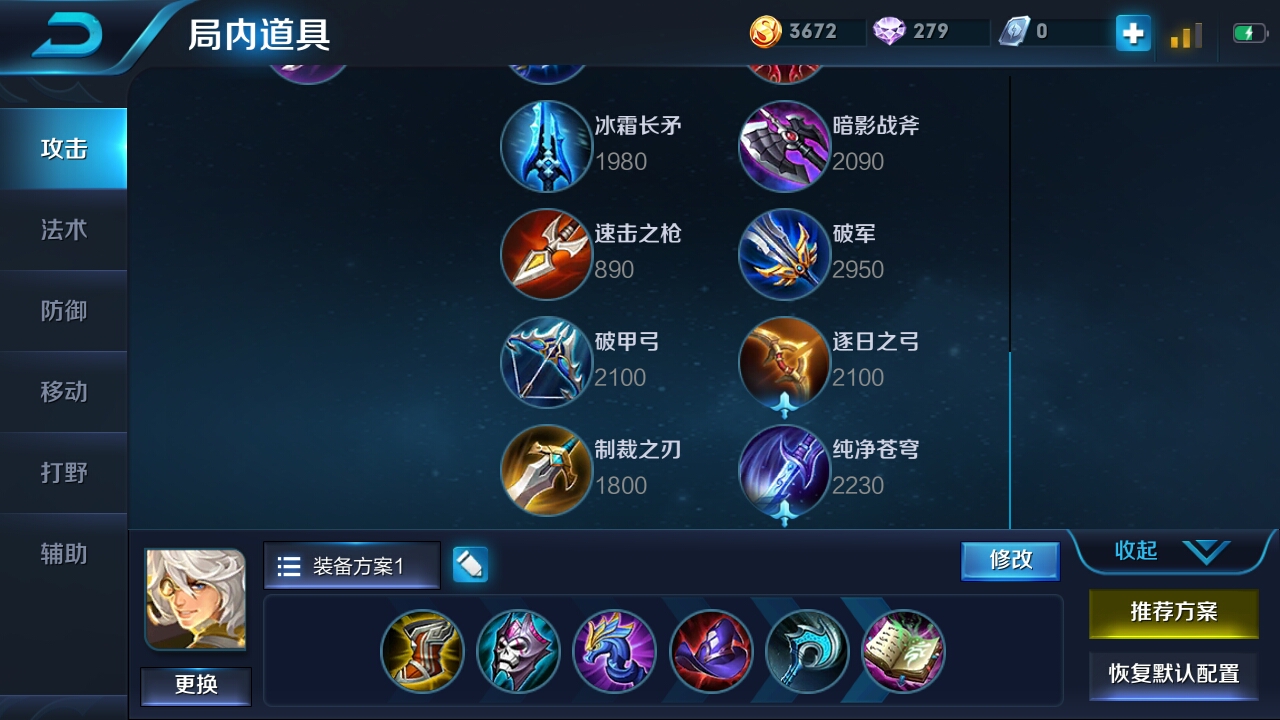 局内道具
3672
279
0
攻击
法术
防御
移动
打野
辅助
冰霜长矛
1980
暗影战斧
2090
速击之枪
890
破军
2950
破甲弓
2100
逐日之弓
2100
制裁之刃
1800
纯净苍穹
2230
装备方案1
修改
收起
更换
推荐方案
恢复默认配置